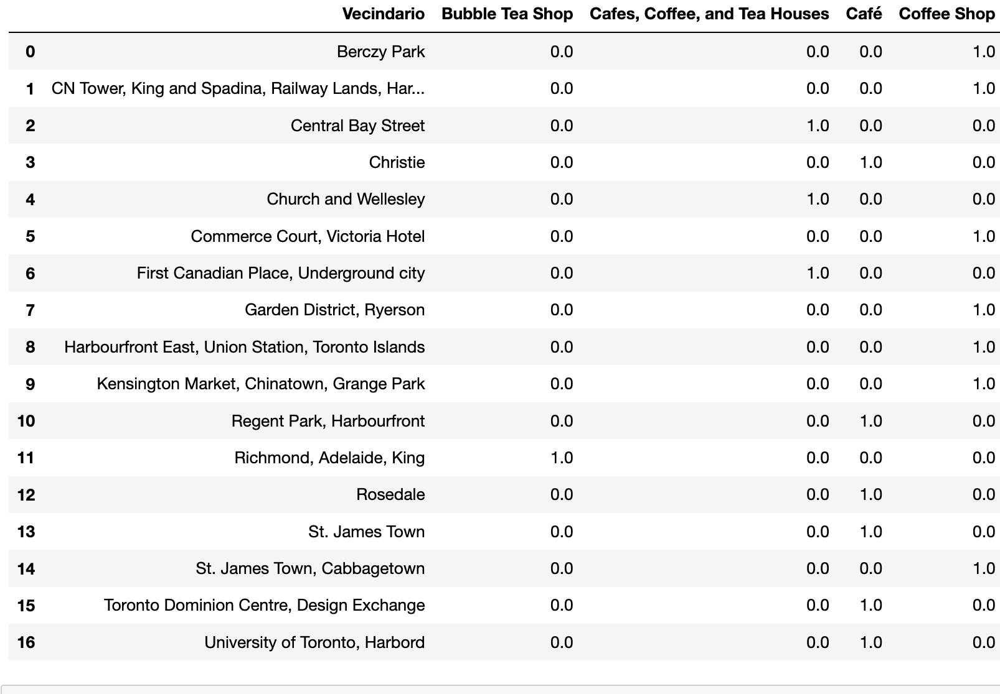 Vecindario Bubble Tea Shop Cafes, Coffee, and Tea Houses Café Coffee Shop
0 Berczy Park 0.0 0.0 0.0 1.0
1 CN Tower, King and Spadina, Railway Lands, Har... 0.0 0.0 0.0 1.0
2 Central Bay Street 0.0 1.0 0.0 0.0
3 Christie 0.0 0.0 1.0 0.0
4 Church and Wellesley 0.0 1.0 0.0 0.0
5 Commerce Court, Victoria Hotel 0.0 0.0 0.0 1.0
6 First Canadian Place, Underground city 0.0 1.0 0.0 0.0
7 Garden District, Ryerson 0.0 0.0 0.0 1.0
8 Harbourfront East, Union Station, Toronto Islands 0.0 0.0 0.0 1.0
9 Kensington Market, Chinatown, Grange Park 0.0 0.0 0.0 1.0
10 Regent Park, Harbourfront 0.0 0.0 1.0 0.0
11 Richmond, Adelaide, King 1.0 0.0 0.0 0.0
12 Rosedale 0.0 0.0 1.0 0.0
13 St. James Town 0.0 0.0 1.0 0.0
14 St. James Town, Cabbagetown 0.0 0.0 0.0 1.0
15 Toronto Dominion Centre, Design Exchange 0.0 0.0 1.0 0.0
16 University of Toronto, Harbord 0.0 0.0 1.0 0.0